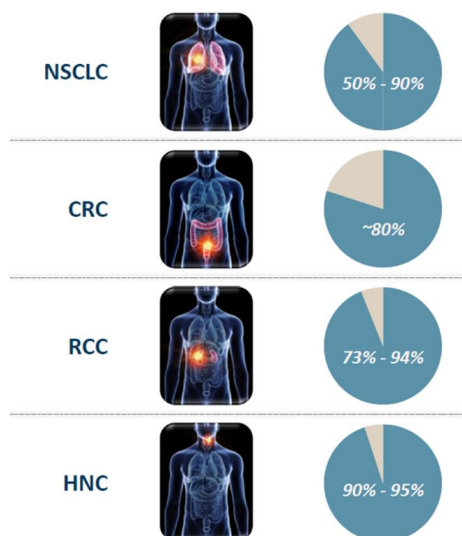 NSCLC
50% - 90%
CRC
~80%
RCC
73% - 94%
HNC
90% - 95%